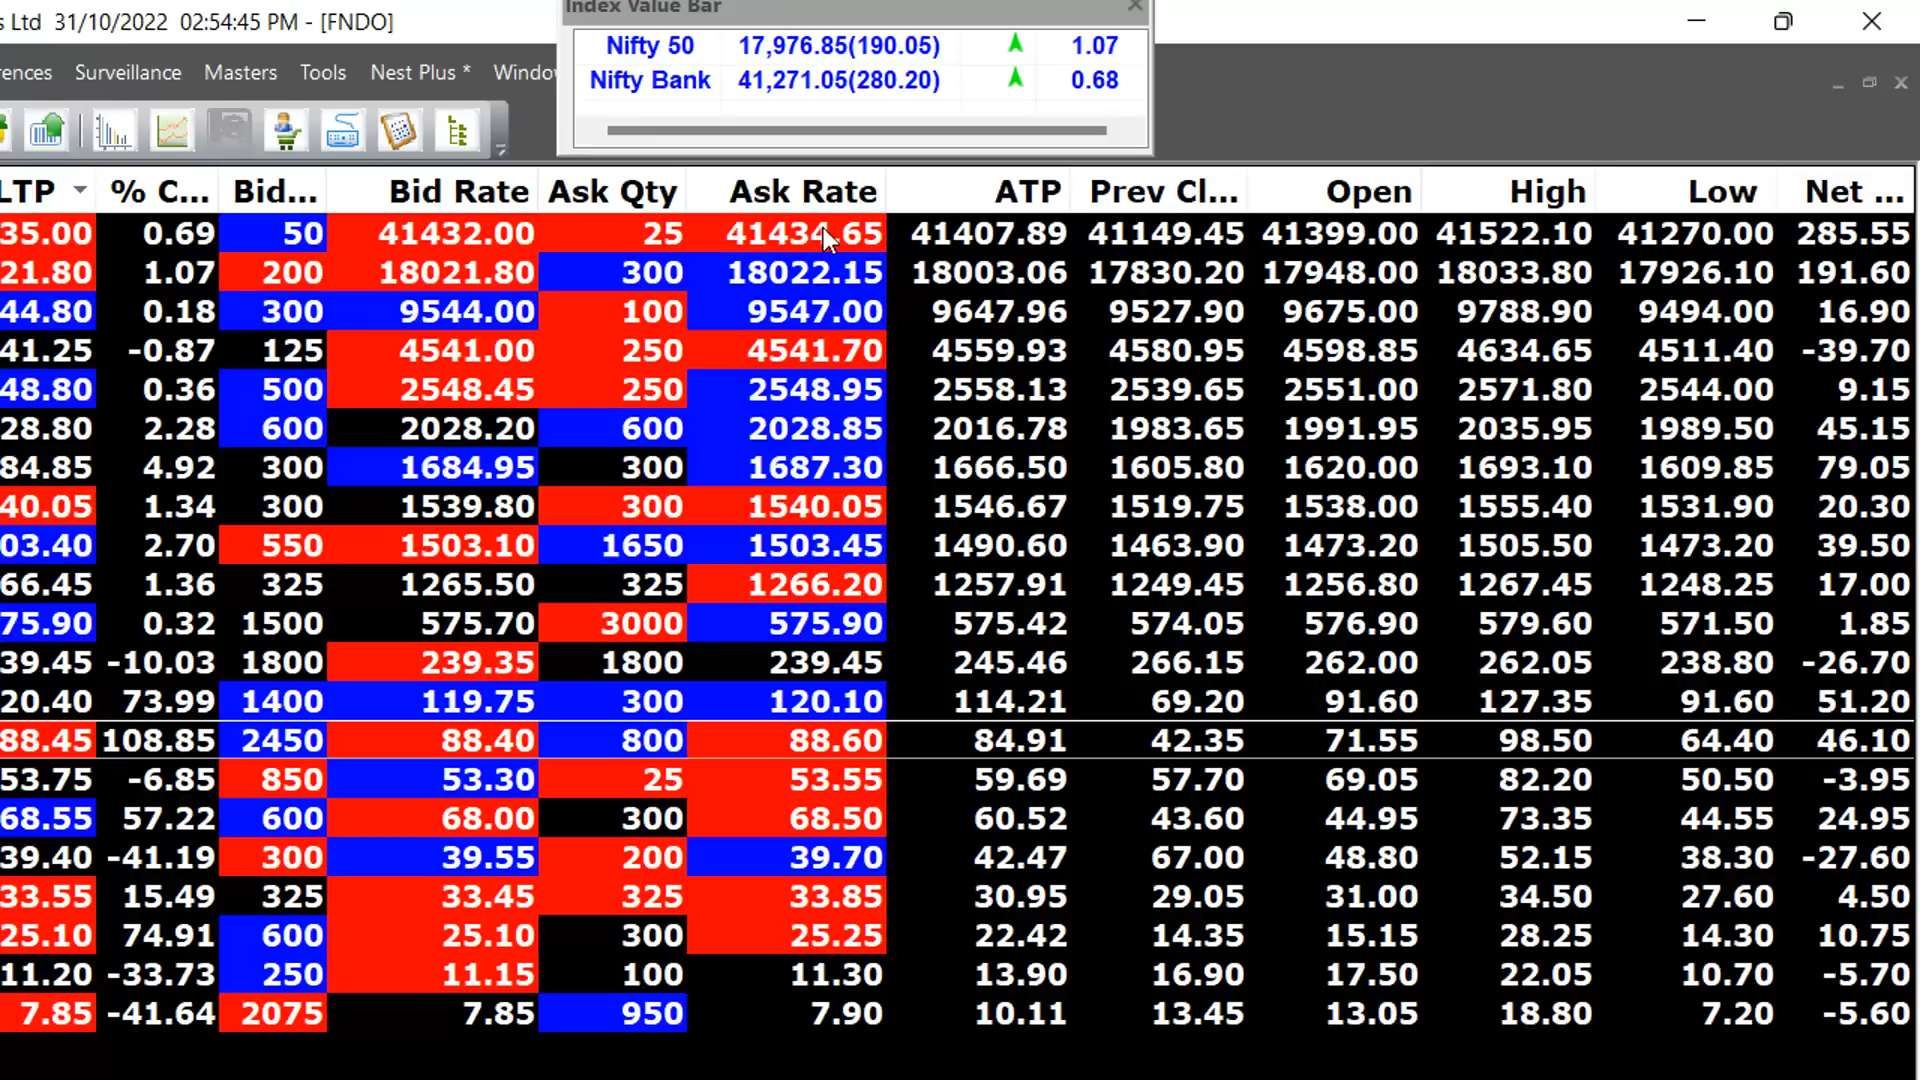 s Ltd 31/10/2022 02:54:45 PM - [FNDO]
Index Value Bar
Nifty 50 17,976.85(190.05) 1.07
Nifty Bank 41,271.05(280.20) 0.68
rences Surveillance Masters Tools Nest Plus * Windo
LTP % C... Bid... Bid Rate Ask Qty Ask Rate ATP Prev Cl... Open High Low Net ...
35.00 0.69 50 41432.00 25 41434.65 41407.89 41149.45 41399.00 41522.10 41270.00 285.55
21.80 1.07 200 18021.80 300 18022.15 18003.06 17830.20 17948.00 18033.80 17926.10 191.60
44.80 0.18 300 9544.00 100 9547.00 9647.96 9527.90 9675.00 9788.90 9494.00 16.90
41.25 -0.87 125 4541.00 250 4541.70 4559.93 4580.95 4598.85 4634.65 4511.40 -39.70
48.80 0.36 500 2548.45 250 2548.95 2558.13 2539.65 2551.00 2571.80 2544.00 9.15
28.80 2.28 600 2028.20 600 2028.85 2016.78 1983.65 1991.95 2035.95 1989.50 45.15
84.85 4.92 300 1684.95 300 1687.30 1666.50 1605.80 1620.00 1693.10 1609.85 79.05
40.05 1.34 300 1539.80 300 1540.05 1546.67 1519.75 1538.00 1555.40 1531.90 20.30
03.40 2.70 550 1503.10 1650 1503.45 1490.60 1463.90 1473.20 1505.50 1473.20 39.50
66.45 1.36 325 1265.50 325 1266.20 1257.91 1249.45 1256.80 1267.45 1248.25 17.00
75.90 0.32 1500 575.70 3000 575.90 575.42 574.05 576.90 579.60 571.50 1.85
39.45 -10.03 1800 239.35 1800 239.45 245.46 266.15 262.00 262.05 238.80 -26.70
20.40 73.99 1400 119.75 300 120.10 114.21 69.20 91.60 127.35 91.60 51.20
88.45 108.85 2450 88.40 800 88.60 84.91 42.35 71.55 98.50 64.40 46.10
53.75 -6.85 850 53.30 25 53.55 59.69 57.70 69.05 82.20 50.50 -3.95
68.55 57.22 600 68.00 300 68.50 60.52 43.60 44.95 73.35 44.55 24.95
39.40 -41.19 300 39.55 200 39.70 42.47 67.00 48.80 52.15 38.30 -27.60
33.55 15.49 325 33.45 325 33.85 30.95 29.05 31.00 34.50 27.60 4.50
25.10 74.91 600 25.10 300 25.25 22.42 14.35 15.15 28.25 14.30 10.75
11.20 -33.73 250 11.15 100 11.30 13.90 16.90 17.50 22.05 10.70 -5.70
7.85 -41.64 2075 7.85 950 7.90 10.11 13.45 13.05 18.80 7.20 -5.60